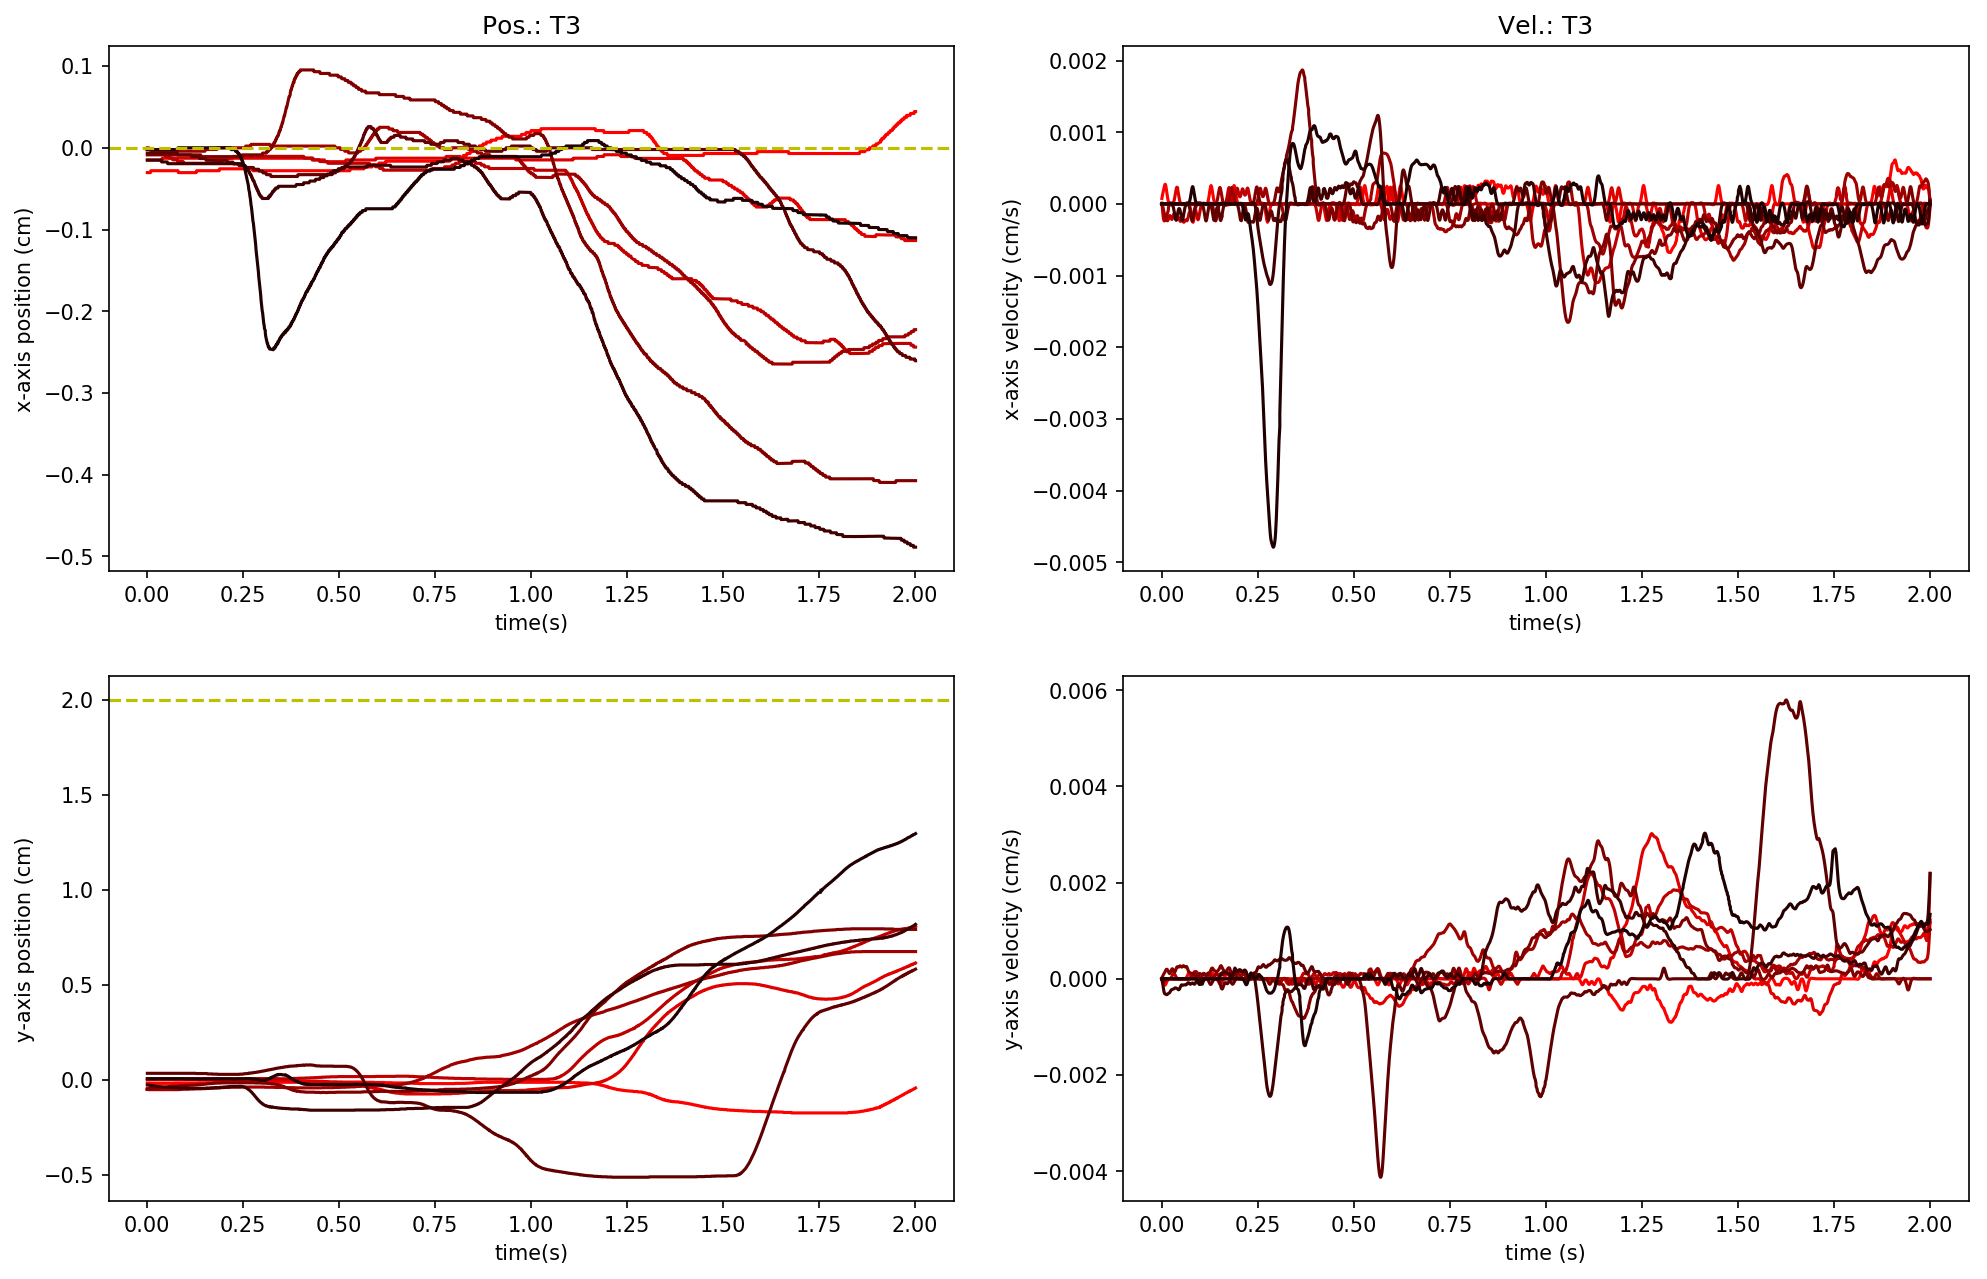 Pos.: T3
0.1
0.0
−0.1
−0.2
−0.3
−0.4
−0.5
x-axis position (cm)
0.00 0.25 0.50 0.75 1.00 1.25 1.50 1.75 2.00
time(s)
Vel.: T3
0.002
0.001
0.000
−0.001
−0.002
−0.003
−0.004
−0.005
x-axis velocity (cm/s)
0.00 0.25 0.50 0.75 1.00 1.25 1.50 1.75 2.00
time(s)
2.0
1.5
1.0
0.5
0.0
−0.5
y-axis position (cm)
0.00 0.25 0.50 0.75 1.00 1.25 1.50 1.75 2.00
time(s)
0.006
0.004
0.002
0.000
−0.002
−0.004
y-axis velocity (cm/s)
0.00 0.25 0.50 0.75 1.00 1.25 1.50 1.75 2.00
time (s)